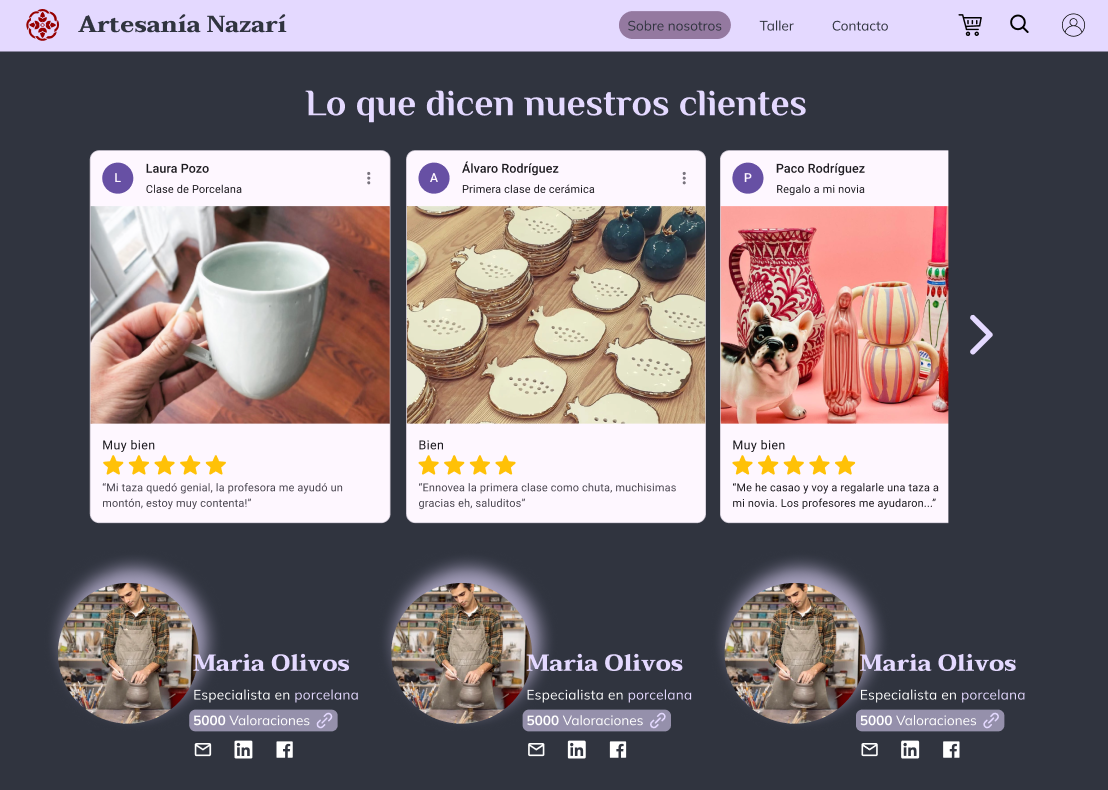 Artesanía Nazarí
Sobre nosotros
Taller
Contacto
Lo que dicen nuestros clientes
L
Laura Pozo
Clase de Porcelana
Muy bien
“Mi taza quedó genial, la profesora me ayudó un
montón, estoy muy contenta!”
A
Álvaro Rodríguez
Primera clase de cerámica
Bien
“Ennovea la primera clase como chuta, muchisimas
gracias eh, saluditos”
P
Paco Rodríguez
Regalo a mi novia
Muy bien
“Me he casao y voy a regalarle una taza a
mi novia. Los profesores me ayudaron...”
Maria Olivos
Especialista en porcelana
5000 Valoraciones
Maria Olivos
Especialista en porcelana
5000 Valoraciones
Maria Olivos
Especialista en porcelana
5000 Valoraciones